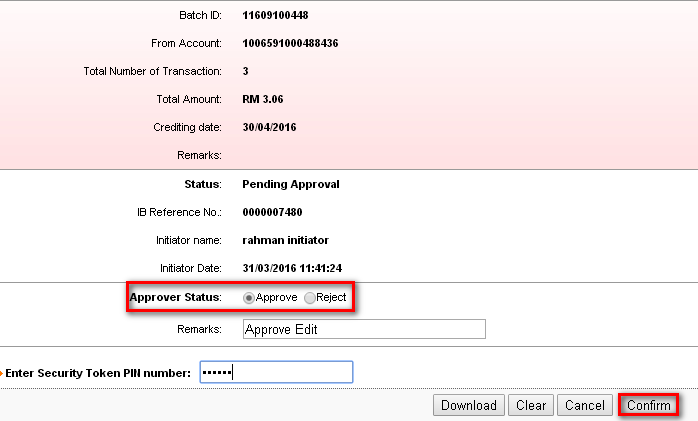 Batch ID: 11609100448
From Account: 1006591000488436
Total Number of Transaction: 3
Total Amount: RM 3.06
Crediting date: 30/04/2016
Remarks:
Status: Pending Approval
IB Reference No.: 0000007480
Initiator name: rahman initiator
Initiator Date: 31/03/2016 11:41:24
Approver Status: Approve Reject
Remarks: Approve Edit
Enter Security Token PIN number: ••••••
Download Clear Cancel Confirm